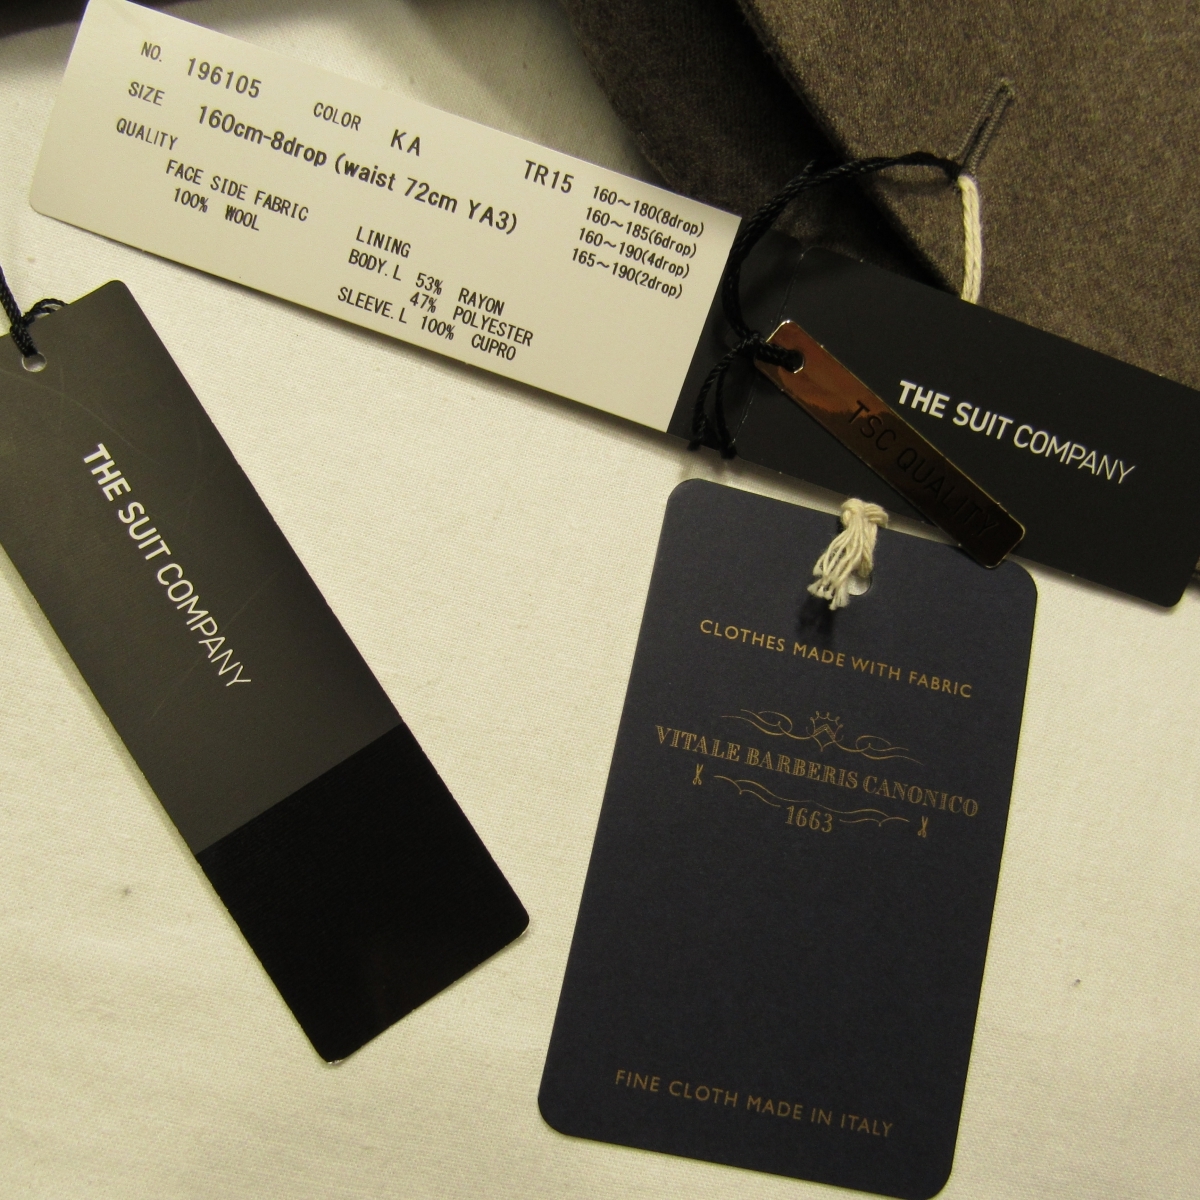 NO. 196105 COLOR KA
SIZE 160cm-8drop (waist 72cm YA3)
TR15 160~180(8drop)
160~185(6drop)
160~190(4drop)
165~190(2drop)
QUALITY
FACE SIDE FABRIC
100% WOOL
LINING
BODY.L 53% RAYON
47% POLYESTER
SLEEVE.L 100% CUPRO
THE SUIT COMPANY
TSC QUALITY
THE SUIT COMPANY
CLOTHES MADE WITH FABRIC
VITALE BARBERIS CANONICO
1663
FINE CLOTH MADE IN ITALY